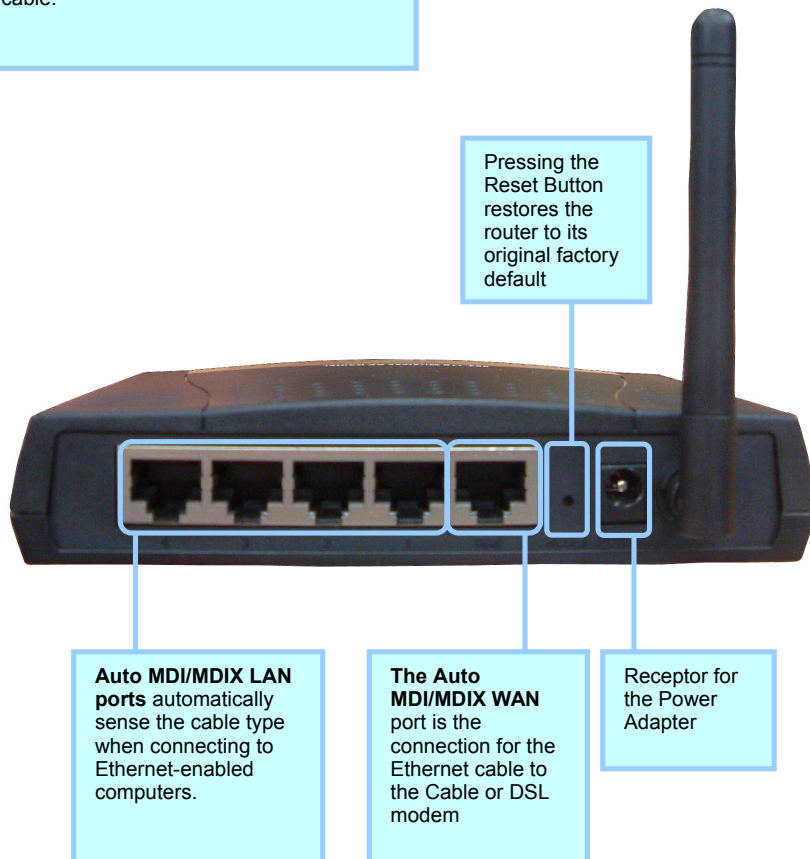 cable.
Pressing the
Reset Button
restores the
router to its
original factory
default
Auto MDI/MDIX LAN
ports automatically
sense the cable type
when connecting to
Ethernet-enabled
computers.
The Auto
MDI/MDIX WAN
port is the
connection for the
Ethernet cable to
the Cable or DSL
modem
Receptor for
the Power
Adapter